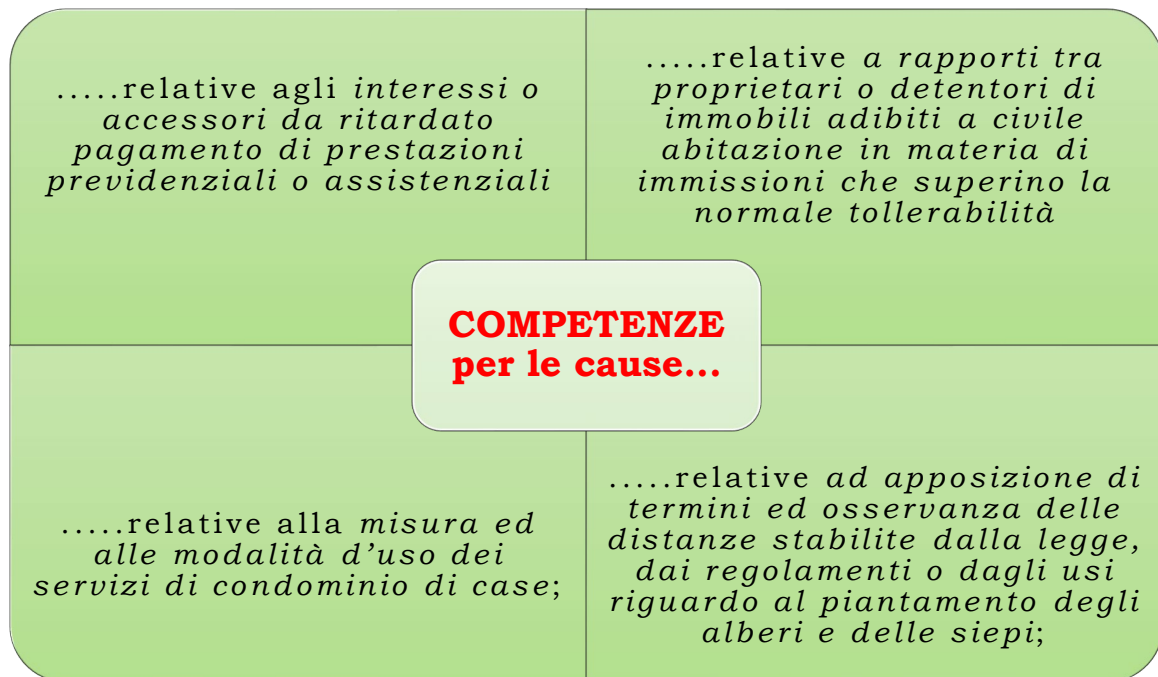 .....relative agli interessi o
accessori da ritardato
pagamento di prestazioni
previdenziali o assistenziali
.....relative a rapporti tra
proprietari o detentori di
immobili adibiti a civile
abitazione in materia di
immissioni che superino la
normale tollerabilità
COMPETENZE
per le cause...
.....relative alla misura ed
alle modalità d’uso dei
servizi di condominio di case;
.....relative ad apposizione di
termini ed osservanza delle
distanze stabilite dalla legge,
dai regolamenti o dagli usi
riguardo al piantamento degli
alberi e delle siepi;